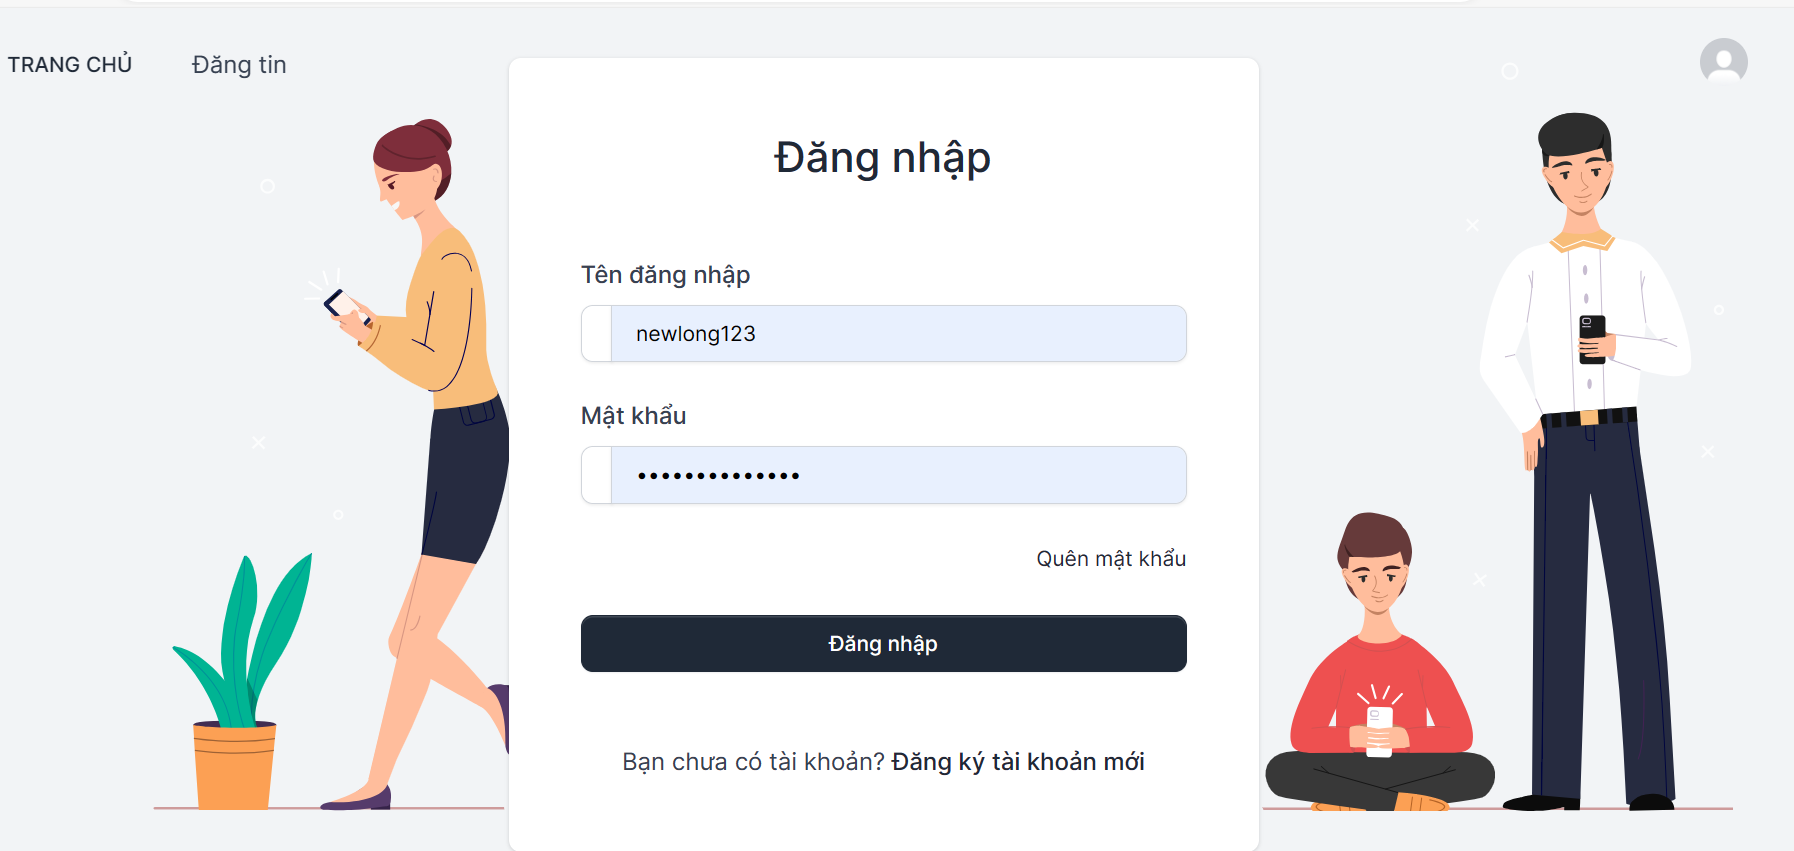 TRANG CHỦ Đăng tin
Đăng nhập
Tên đăng nhập
newlong123
Mật khẩu
••••••••••••••
Quên mật khẩu
Đăng nhập
Bạn chưa có tài khoản? Đăng ký tài khoản mới